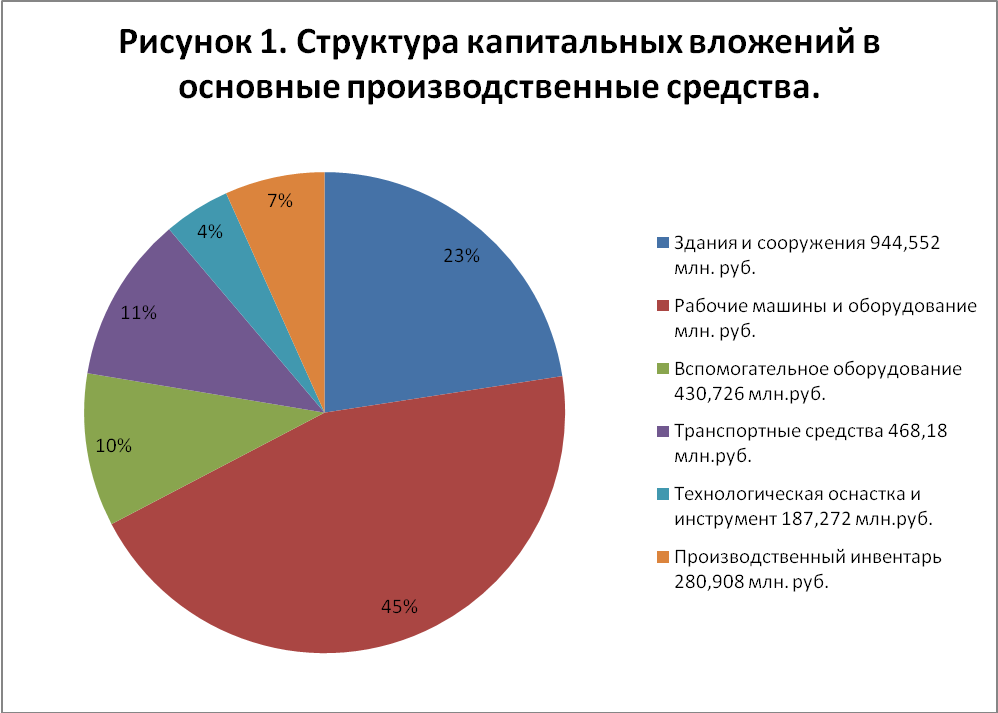 Рисунок 1. Структура капитальных вложений в
основные производственные средства.
7%
4%
23%
11%
10%
45%
Здания и сооружения 944,552
млн. руб.
Рабочие машины и оборудование
млн. руб.
Вспомогательное оборудование
430,726 млн.руб.
Транспортные средства 468,18
млн.руб.
Технологическая оснастка и
инструмент 187,272 млн.руб.
Производственный инвентарь
280,908 млн. руб.